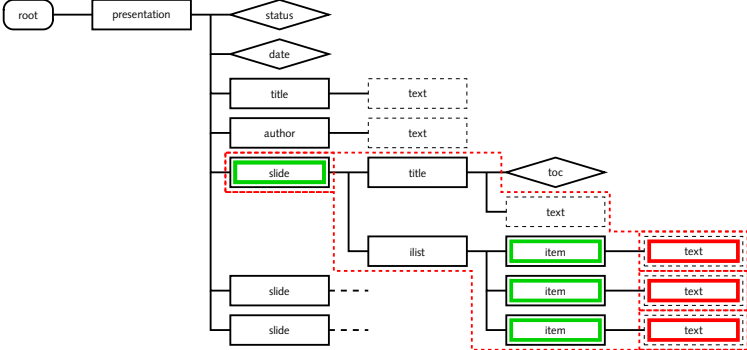 root presentation status
date
title text
author text
slide title toc
text
ilist item text
slide item text
slide item text